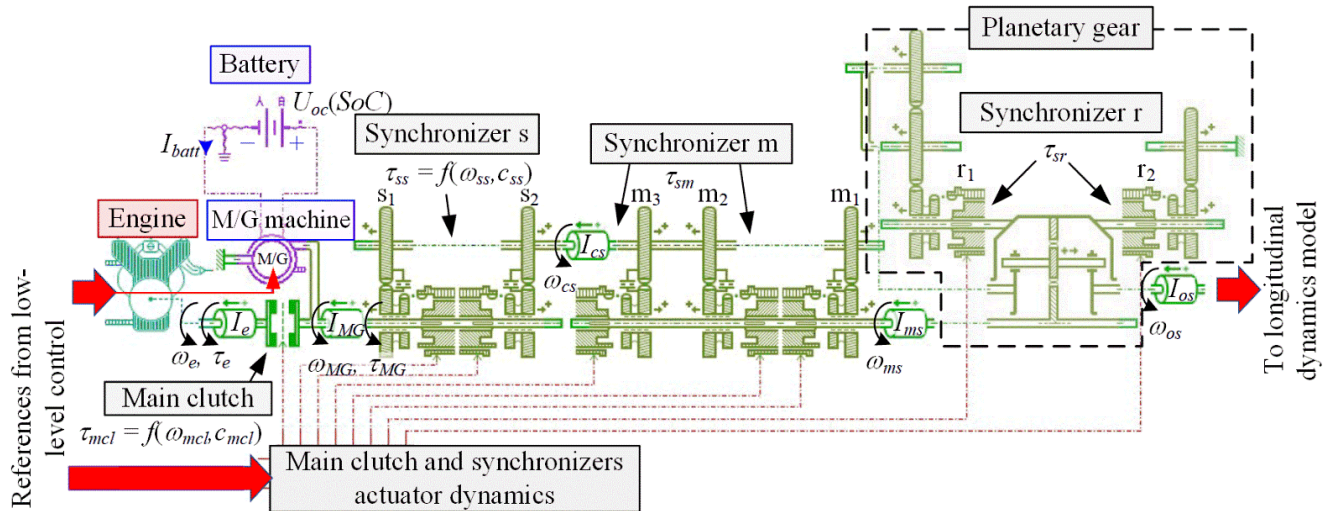 Planetary gear
Battery
U_oc(SoC)
I_batt
− +
Synchronizer s
τ_ss = f(ω_ss, c_ss)
Synchronizer m
τ_sm
Synchronizer r
τ_sr
r_1
r_2
Engine
M/G machine
M/G
s_1
s_2
m_3
m_2
m_1
I_cs
ω_cs
I_e
I_MG
I_ms
I_os
ω_e, τ_e
ω_MG, τ_MG
ω_ms
ω_os
Main clutch
τ_mcl = f(ω_mcl, c_mcl)
Main clutch and synchronizers
actuator dynamics
References from low-
level control
To longitudinal
dynamics model